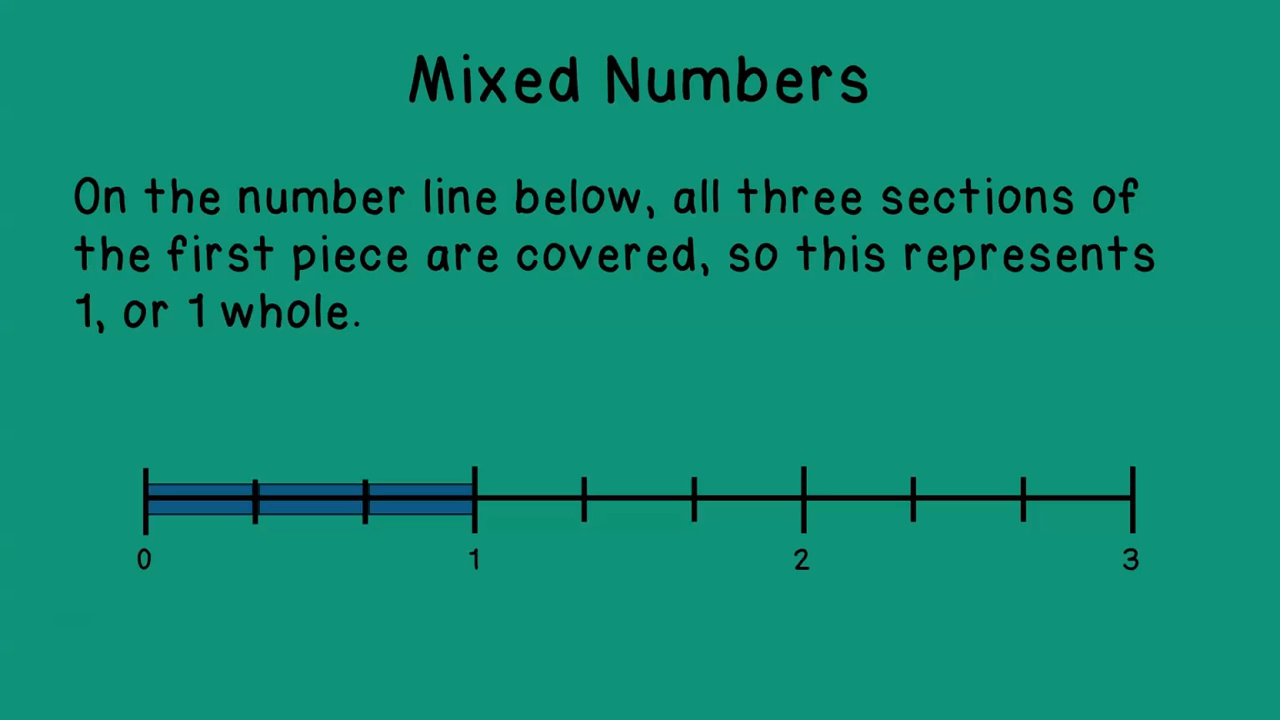 Mixed Numbers
On the number line below, all three sections of
the first piece are covered, so this represents
1, or 1 whole.
0 1 2 3